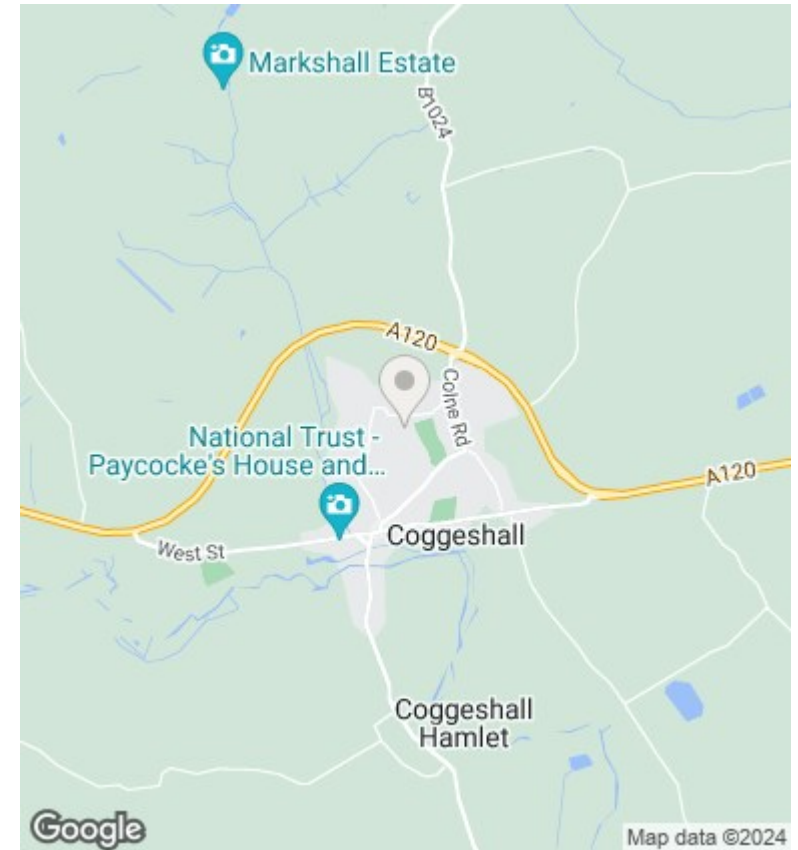 Markshall Estate
B1024
A120
Colne Rd
National Trust -
Paycocke's House and...
A120
West St
Coggeshall
Coggeshall
Hamlet
Google
Map data ©2024